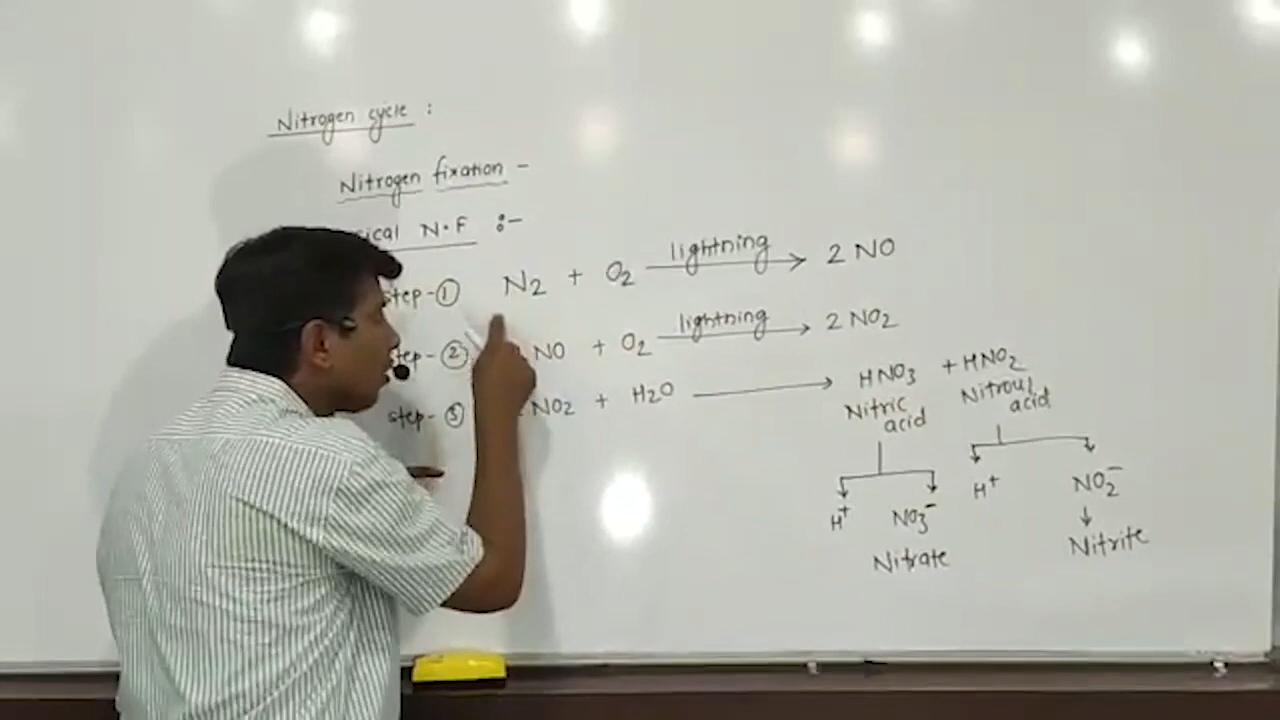 Nitrogen cycle :
Nitrogen fixation -
N.F :-
step-① N2 + O2 lightning → 2 NO
step-② NO + O2 lightning → 2 NO2
step-③ NO2 + H2O → HNO3 + HNO2
Nitric acid Nitrous acid
H+ NO3- H+ NO2-
Nitrate Nitrite